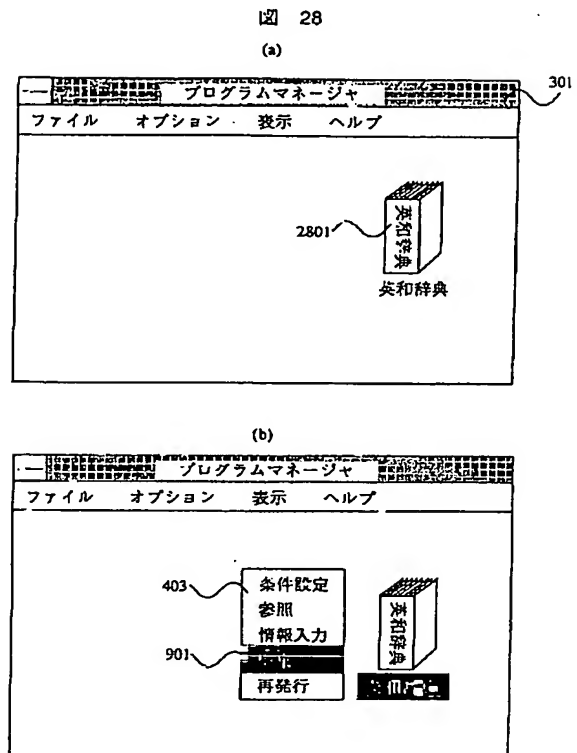 図 28
(a)
プログラムマネージャ
301
ファイル オプション 表示 ヘルプ
2801
英和辞典
英和辞典
(b)
プログラムマネージャ
ファイル オプション 表示 ヘルプ
403
条件設定
参照
情報入力
901
再発行
英和辞典